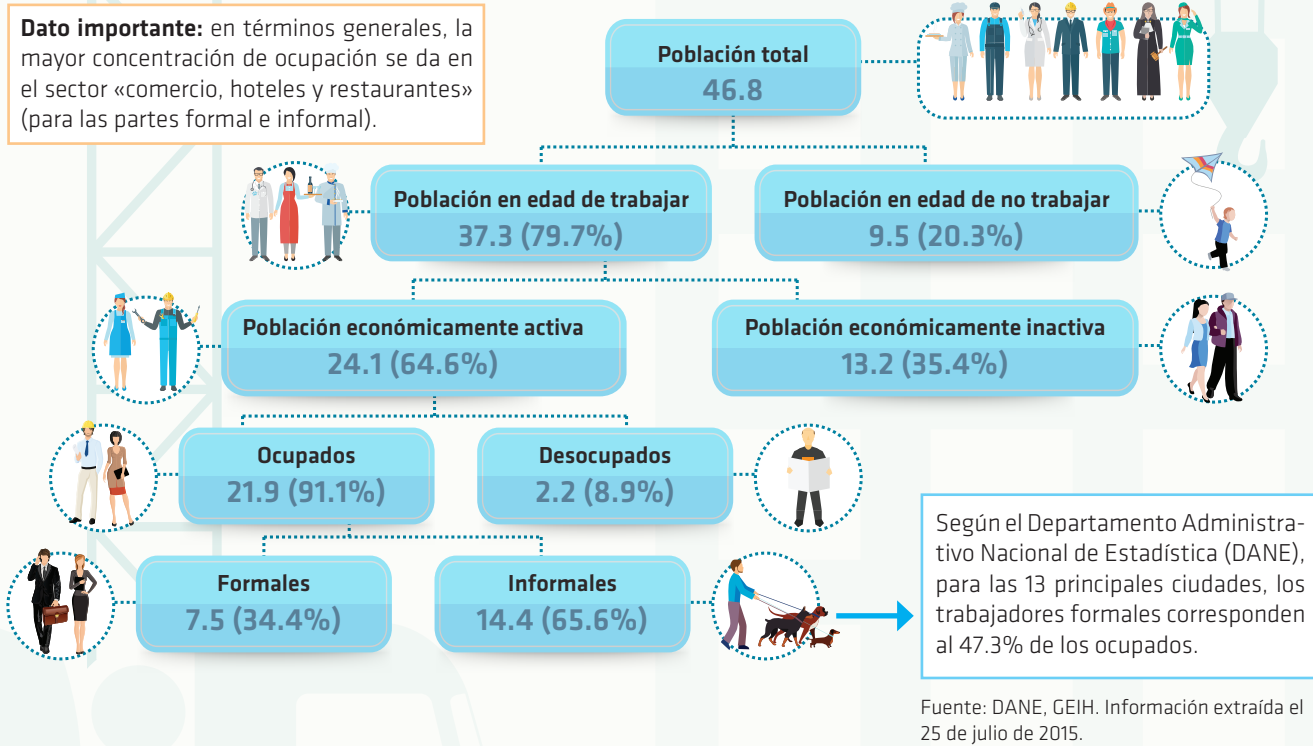 Dato importante: en términos generales, la
mayor concentración de ocupación se da en
el sector «comercio, hoteles y restaurantes»
(para las partes formal e informal).
Población total
46.8
Población en edad de trabajar
37.3 (79.7%)
Población en edad de no trabajar
9.5 (20.3%)
Población económicamente activa
24.1 (64.6%)
Población económicamente inactiva
13.2 (35.4%)
Ocupados
21.9 (91.1%)
Desocupados
2.2 (8.9%)
Formales
7.5 (34.4%)
Informales
14.4 (65.6%)
Según el Departamento Administra-
tivo Nacional de Estadística (DANE),
para las 13 principales ciudades, los
trabajadores formales corresponden
al 47.3% de los ocupados.
Fuente: DANE, GEIH. Información extraída el
25 de julio de 2015.